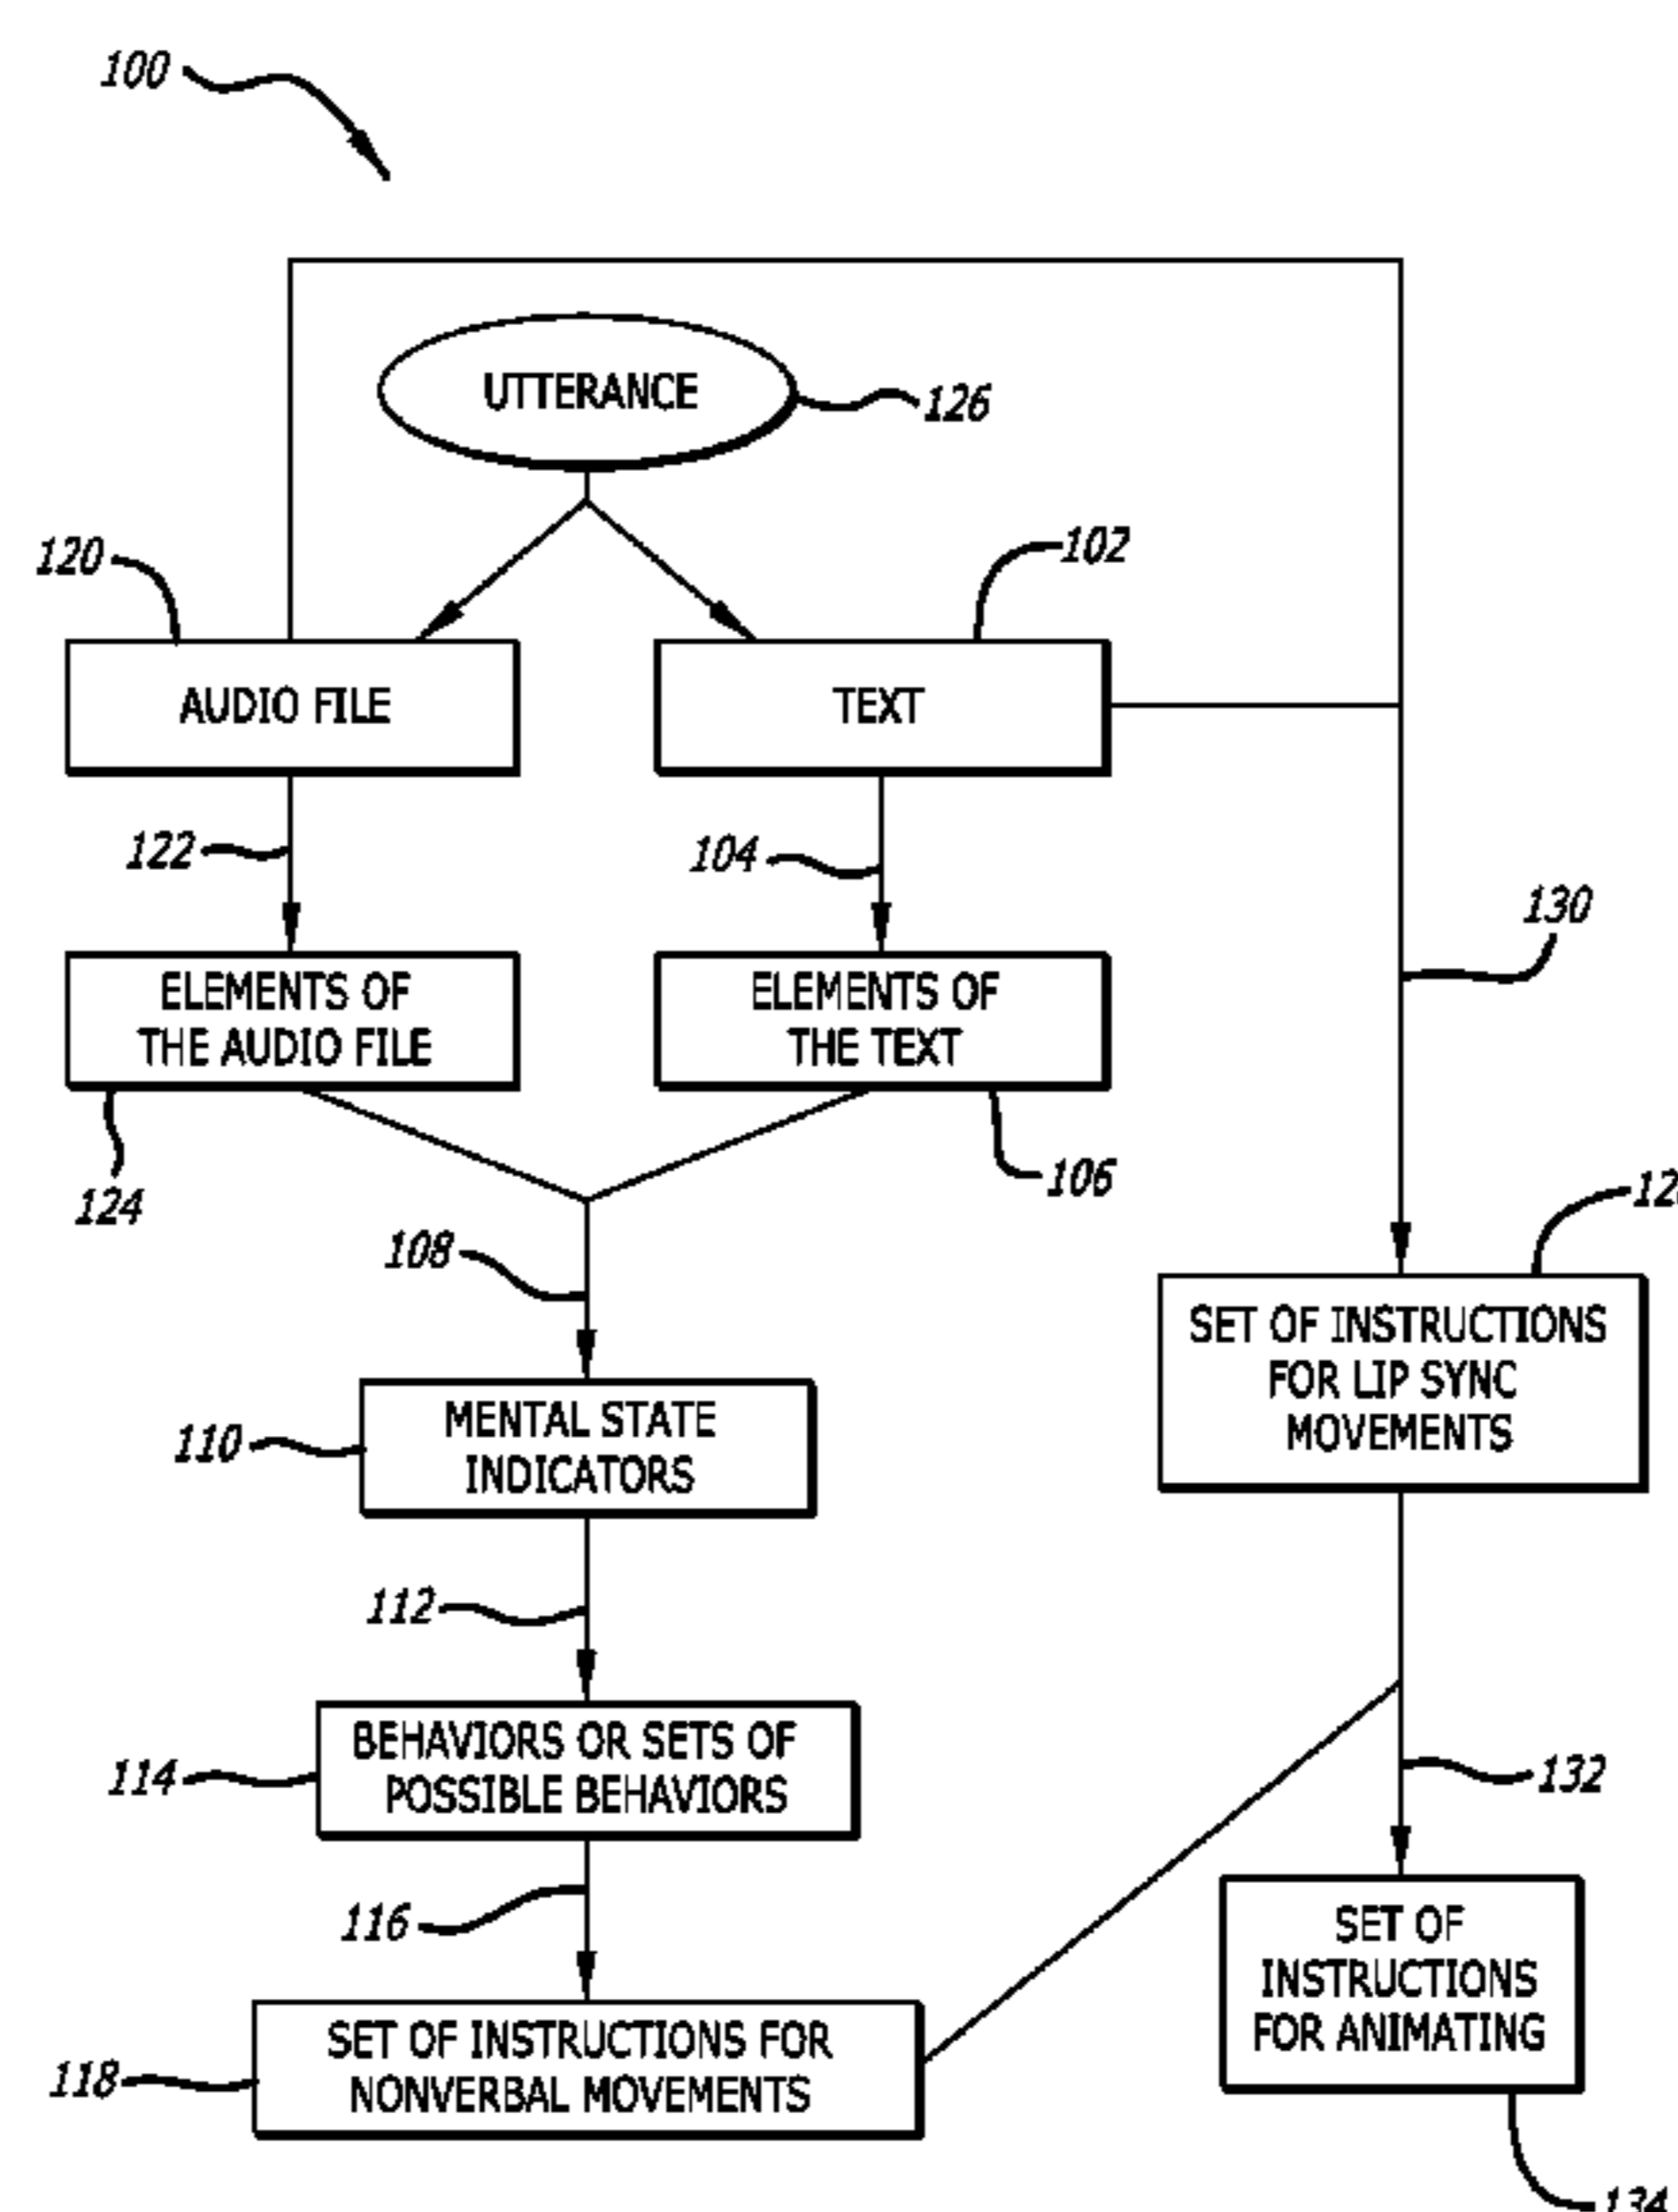 100
UTTERANCE
126
120
102
AUDIO FILE
TEXT
122
104
130
ELEMENTS OF
THE AUDIO FILE
ELEMENTS OF
THE TEXT
124
106
108
SET OF INSTRUCTIONS
FOR LIP SYNC
MOVEMENTS
110
MENTAL STATE
INDICATORS
112
114
BEHAVIORS OR SETS OF
POSSIBLE BEHAVIORS
132
116
SET OF
INSTRUCTIONS
FOR ANIMATING
118
SET OF INSTRUCTIONS FOR
NONVERBAL MOVEMENTS
134